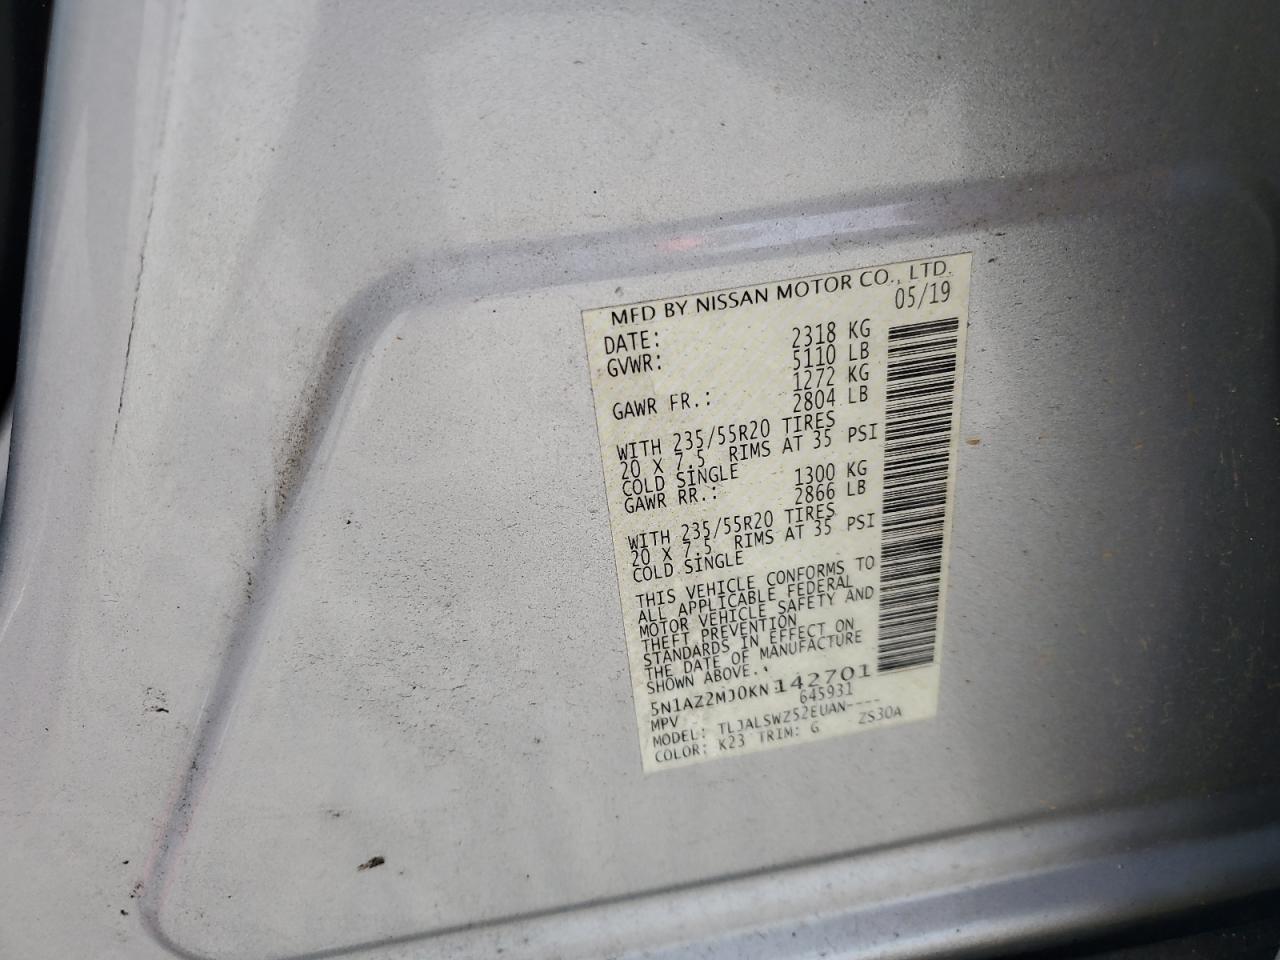 MFD BY NISSAN MOTOR CO., LTD.
DATE: 05/19
GVWR: 2318 KG
5110 LB
GAWR FR.: 1272 KG
2804 LB
WITH 235/55R20 TIRES
20 X 7.5 RIMS AT 35 PSI
COLD SINGLE
GAWR RR.: 1300 KG
2866 LB
WITH 235/55R20 TIRES
20 X 7.5 RIMS AT 35 PSI
COLD SINGLE
THIS VEHICLE CONFORMS TO
ALL APPLICABLE FEDERAL
MOTOR VEHICLE SAFETY AND
THEFT PREVENTION
STANDARDS IN EFFECT ON
THE DATE OF MANUFACTURE
SHOWN ABOVE.
5N1AZ2MJ0KN142701
MPV 645931
MODEL: TLJALSWZ52EUAN----
COLOR: K23 TRIM: G ZS30A